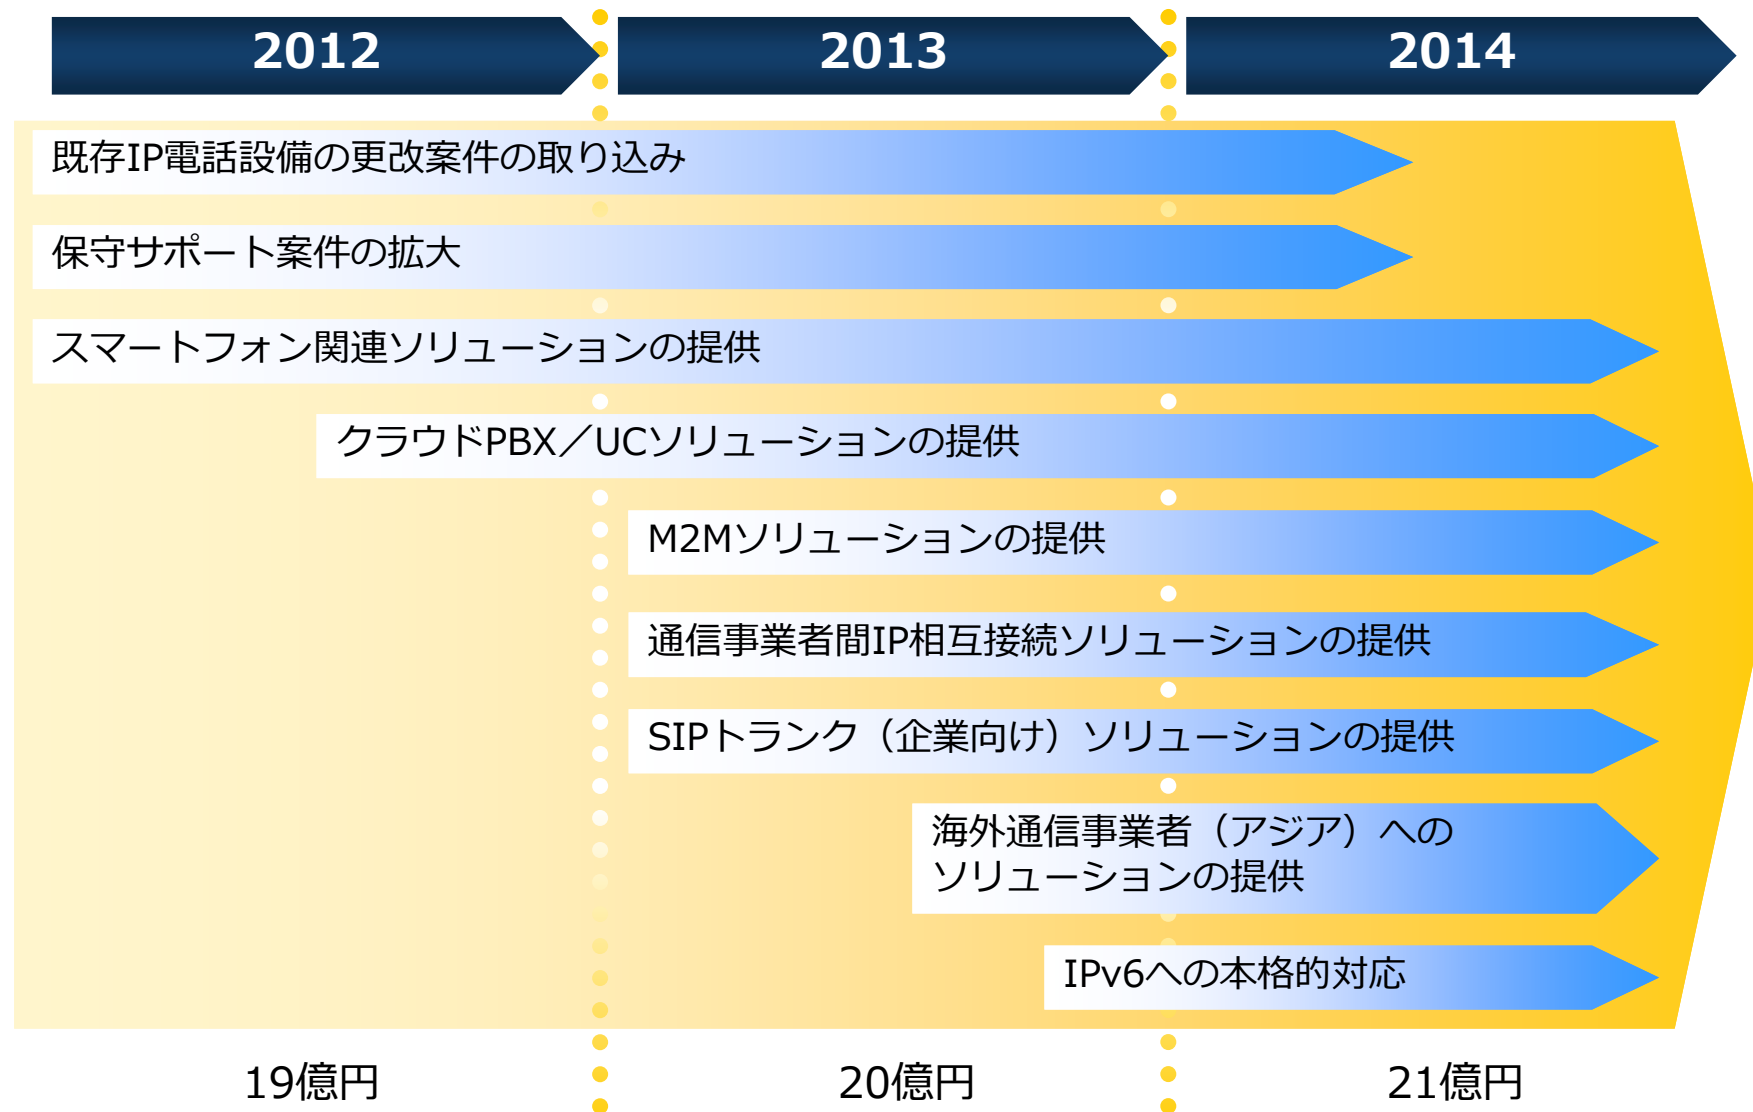 2012
2013
2014
既存IP電話設備の更改案件の取り込み
保守サポート案件の拡大
スマートフォン関連ソリューションの提供
クラウドPBX／UCソリューションの提供
M2Mソリューションの提供
通信事業者間IP相互接続ソリューションの提供
SIPトランク（企業向け）ソリューションの提供
海外通信事業者（アジア）への
ソリューションの提供
IPv6への本格的対応
19億円
20億円
21億円